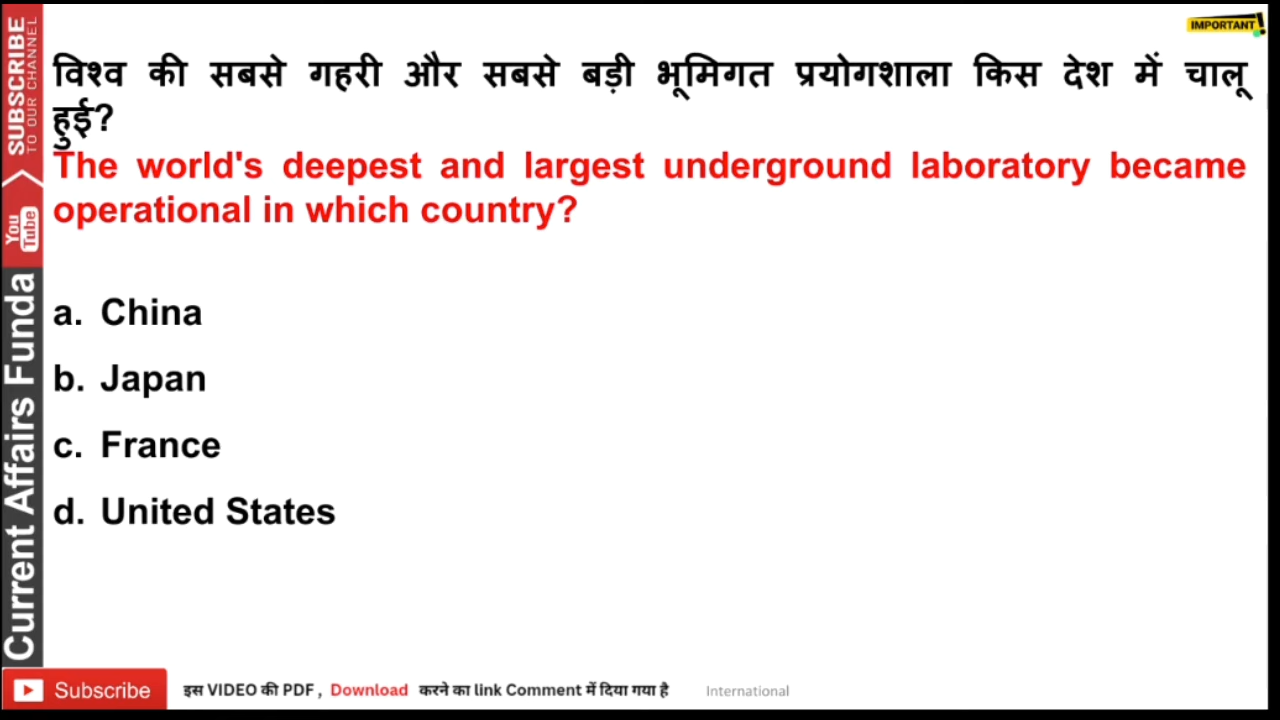 IMPORTANT!
विश्व की सबसे गहरी और सबसे बड़ी भूमिगत प्रयोगशाला किस देश में चालू
हुई?
The world's deepest and largest underground laboratory became
operational in which country?
a. China
b. Japan
c. France
d. United States
SUBSCRIBE
TO OUR CHANNEL
You
Tube
Current Affairs Funda
Subscribe
इस VIDEO की PDF, Download करने का link Comment में दिया गया है
International